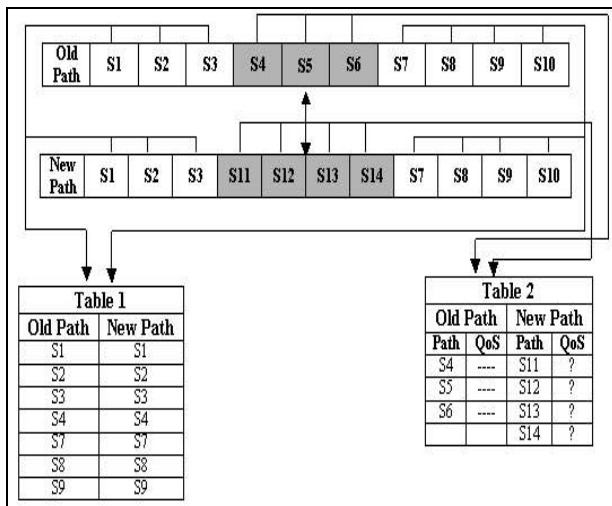 Old Path S1 S2 S3 S4 S5 S6 S7 S8 S9 S10
New Path S1 S2 S3 S11 S12 S13 S14 S7 S8 S9 S10
Table 1
Old Path New Path
S1 S1
S2 S2
S3 S3
S4 S4
S7 S7
S8 S8
S9 S9
Table 2
Old Path New Path
Path QoS Path QoS
S4 ---- S11 ?
S5 ---- S12 ?
S6 ---- S13 ?
S14 ?